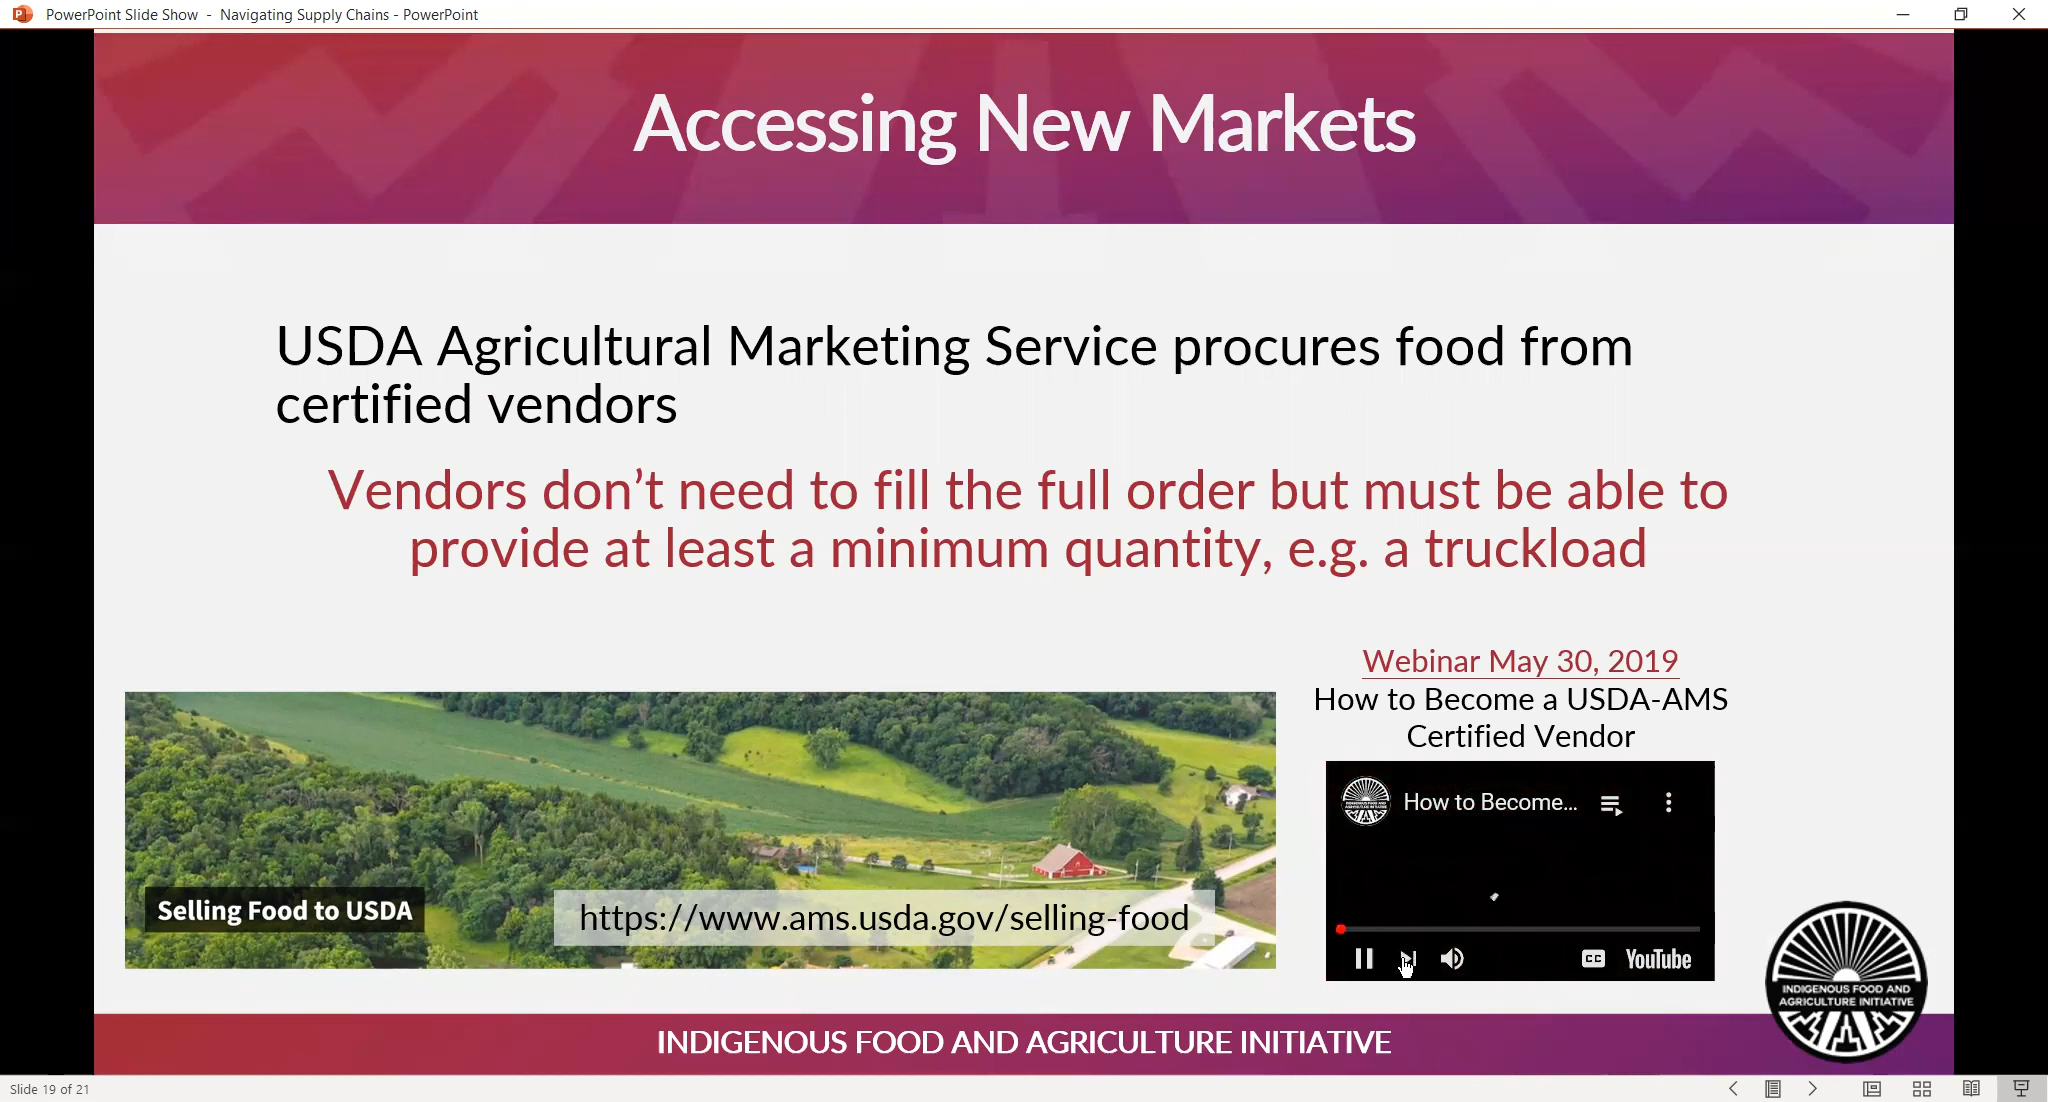 PowerPoint Slide Show - Navigating Supply Chains - PowerPoint
Accessing New Markets
USDA Agricultural Marketing Service procures food from
certified vendors
Vendors don’t need to fill the full order but must be able to
provide at least a minimum quantity, e.g. a truckload
Webinar May 30, 2019
How to Become a USDA-AMS
Certified Vendor
How to Become...
Selling Food to USDA
https://www.ams.usda.gov/selling-food
CC YouTube
INDIGENOUS FOOD AND
AGRICULTURE INITIATIVE
INDIGENOUS FOOD AND AGRICULTURE INITIATIVE
Slide 19 of 21